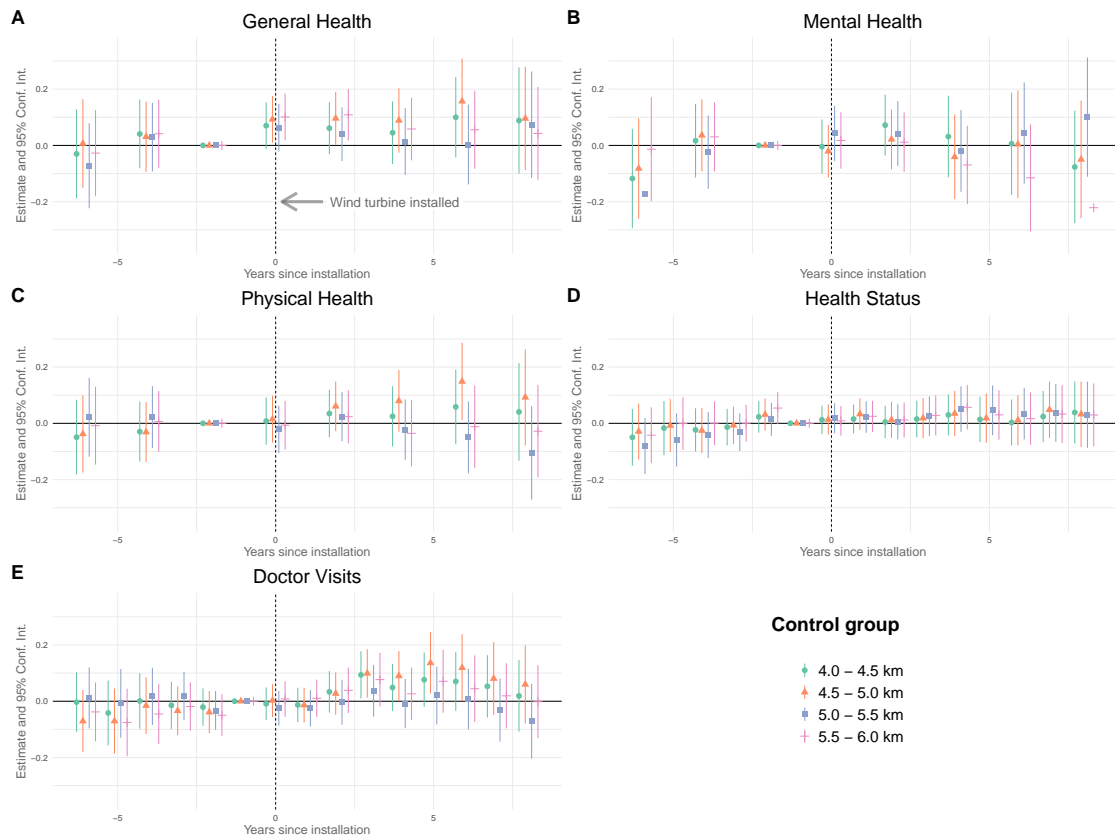 A
General Health
Estimate and 95% Conf. Int.
0.2
0.0
−0.2
Wind turbine installed
−5
0
5
Years since installation
B
Mental Health
Estimate and 95% Conf. Int.
0.2
0.0
−0.2
−5
0
5
Years since installation
C
Physical Health
Estimate and 95% Conf. Int.
0.2
0.0
−0.2
−5
0
5
Years since installation
D
Health Status
Estimate and 95% Conf. Int.
0.2
0.0
−0.2
−5
0
5
Years since installation
E
Doctor Visits
Estimate and 95% Conf. Int.
0.2
0.0
−0.2
−5
0
5
Years since installation
Control group
4.0 – 4.5 km
4.5 – 5.0 km
5.0 – 5.5 km
5.5 – 6.0 km